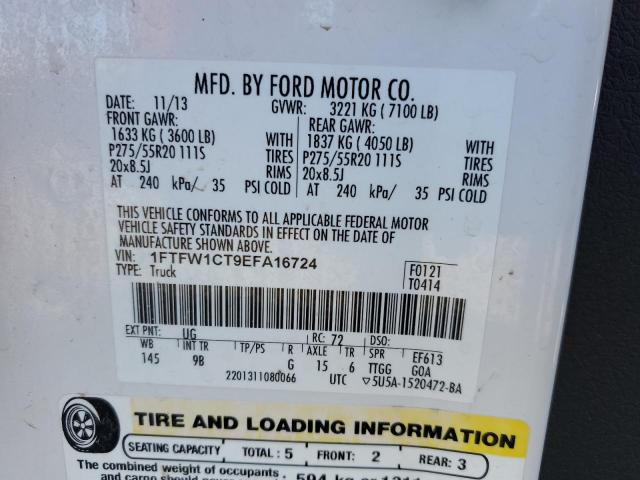 MFD. BY FORD MOTOR CO.
DATE: 11/13 GVWR: 3221 KG ( 7100 LB)
FRONT GAWR: REAR GAWR:
1633 KG ( 3600 LB) WITH 1837 KG ( 4050 LB) WITH
P275/55R20 111S TIRES P275/55R20 111S TIRES
20x8.5J RIMS 20x8.5J RIMS
AT 240 kPa/ 35 PSI COLD AT 240 kPa/ 35 PSI COLD
THIS VEHICLE CONFORMS TO ALL APPLICABLE FEDERAL MOTOR
VEHICLE SAFETY STANDARDS IN EFFECT ON THE DATE OF
MANUFACTURE SHOWN ABOVE.
VIN: 1FTFW1CT9EFA16724 F0121
TYPE: Truck T0414
EXT PNT: UG RC: 72 DSO:
WB INT TR TP/PS R AXLE TR SPR EF613
145 9B G 15 6 TTGG GOA
2201311080066 UTC ▽5U5A-1520472-BA
TIRE AND LOADING INFORMATION
SEATING CAPACITY TOTAL: 5 FRONT: 2 REAR: 3
The combined weight of occupants